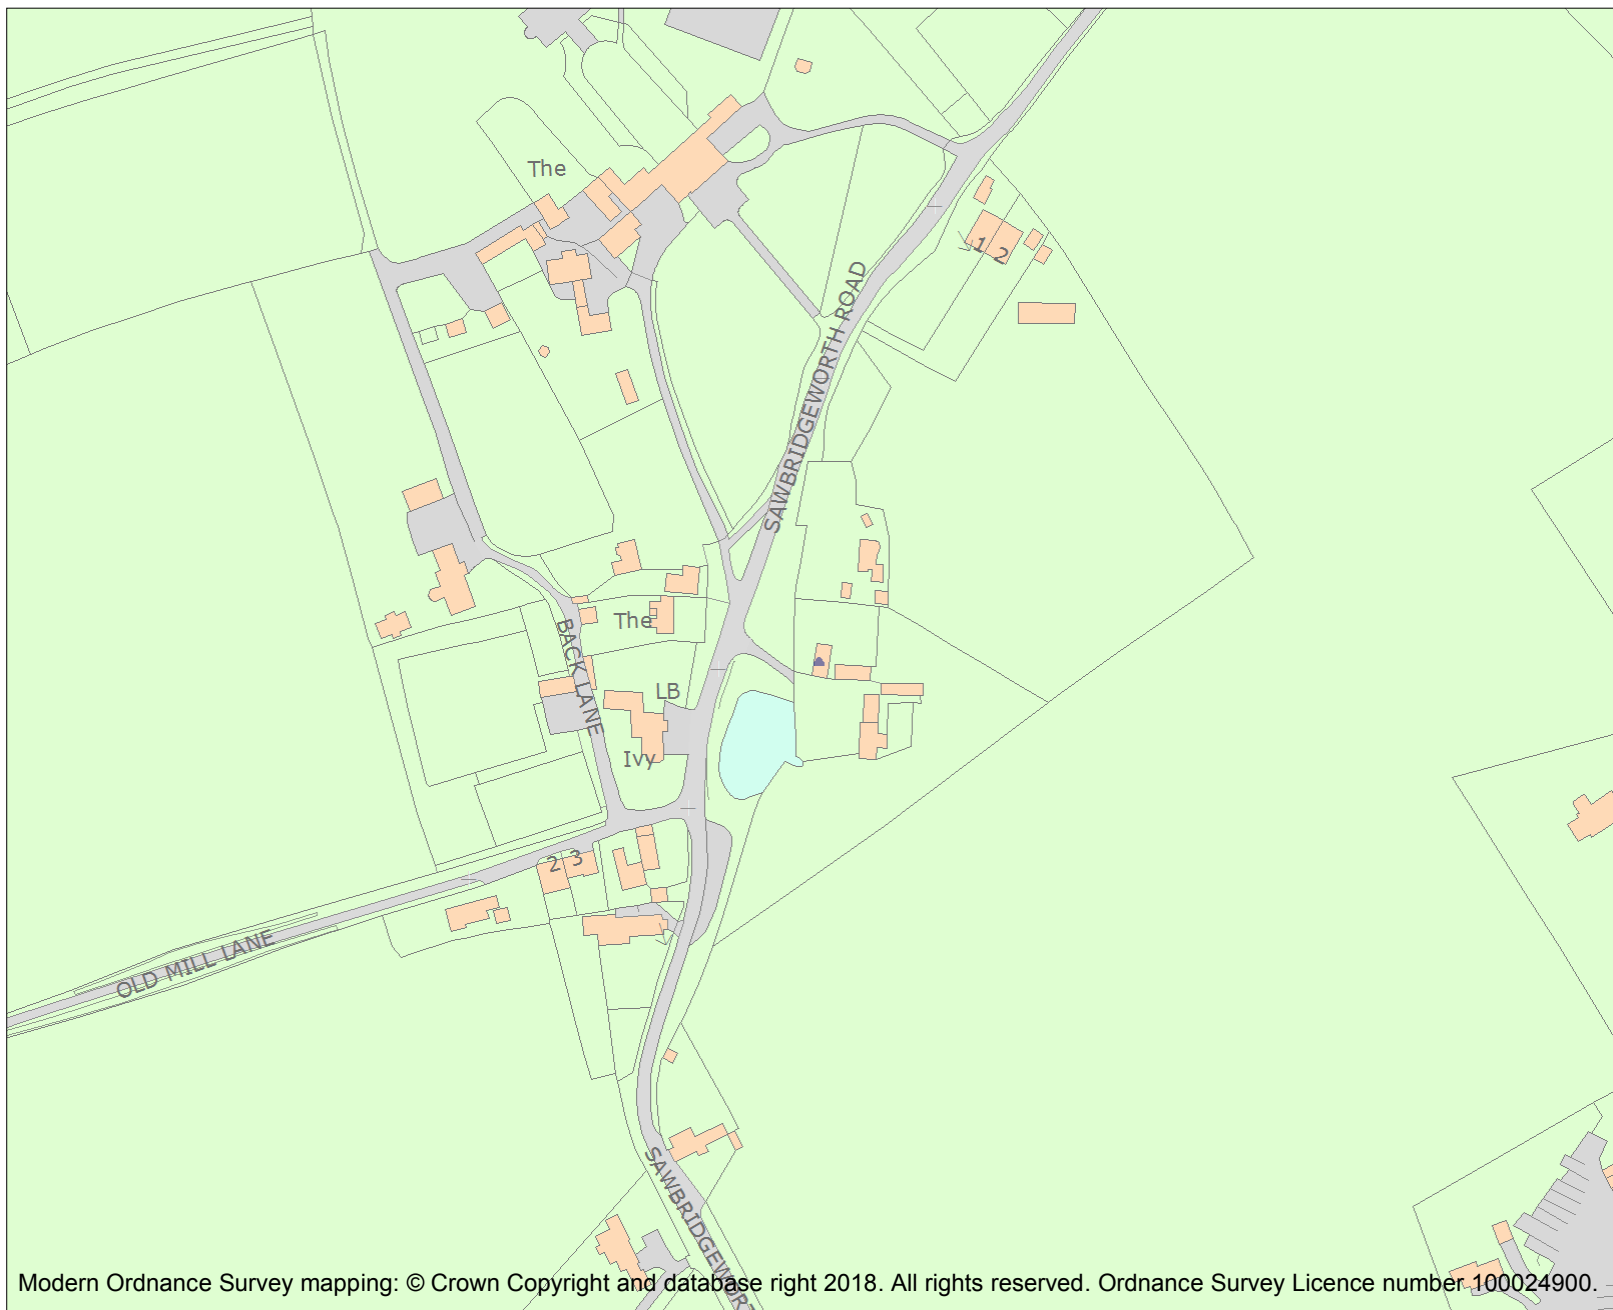 The
1
2
SAWBRIDGEWORTH ROAD
The
BACK LANE
LB
Ivy
2 3
OLD MILL LANE
SAWBRIDGEWORT
Modern Ordnance Survey mapping: © Crown Copyright and database right 2018. All rights reserved. Ordnance Survey Licence number 100024900.